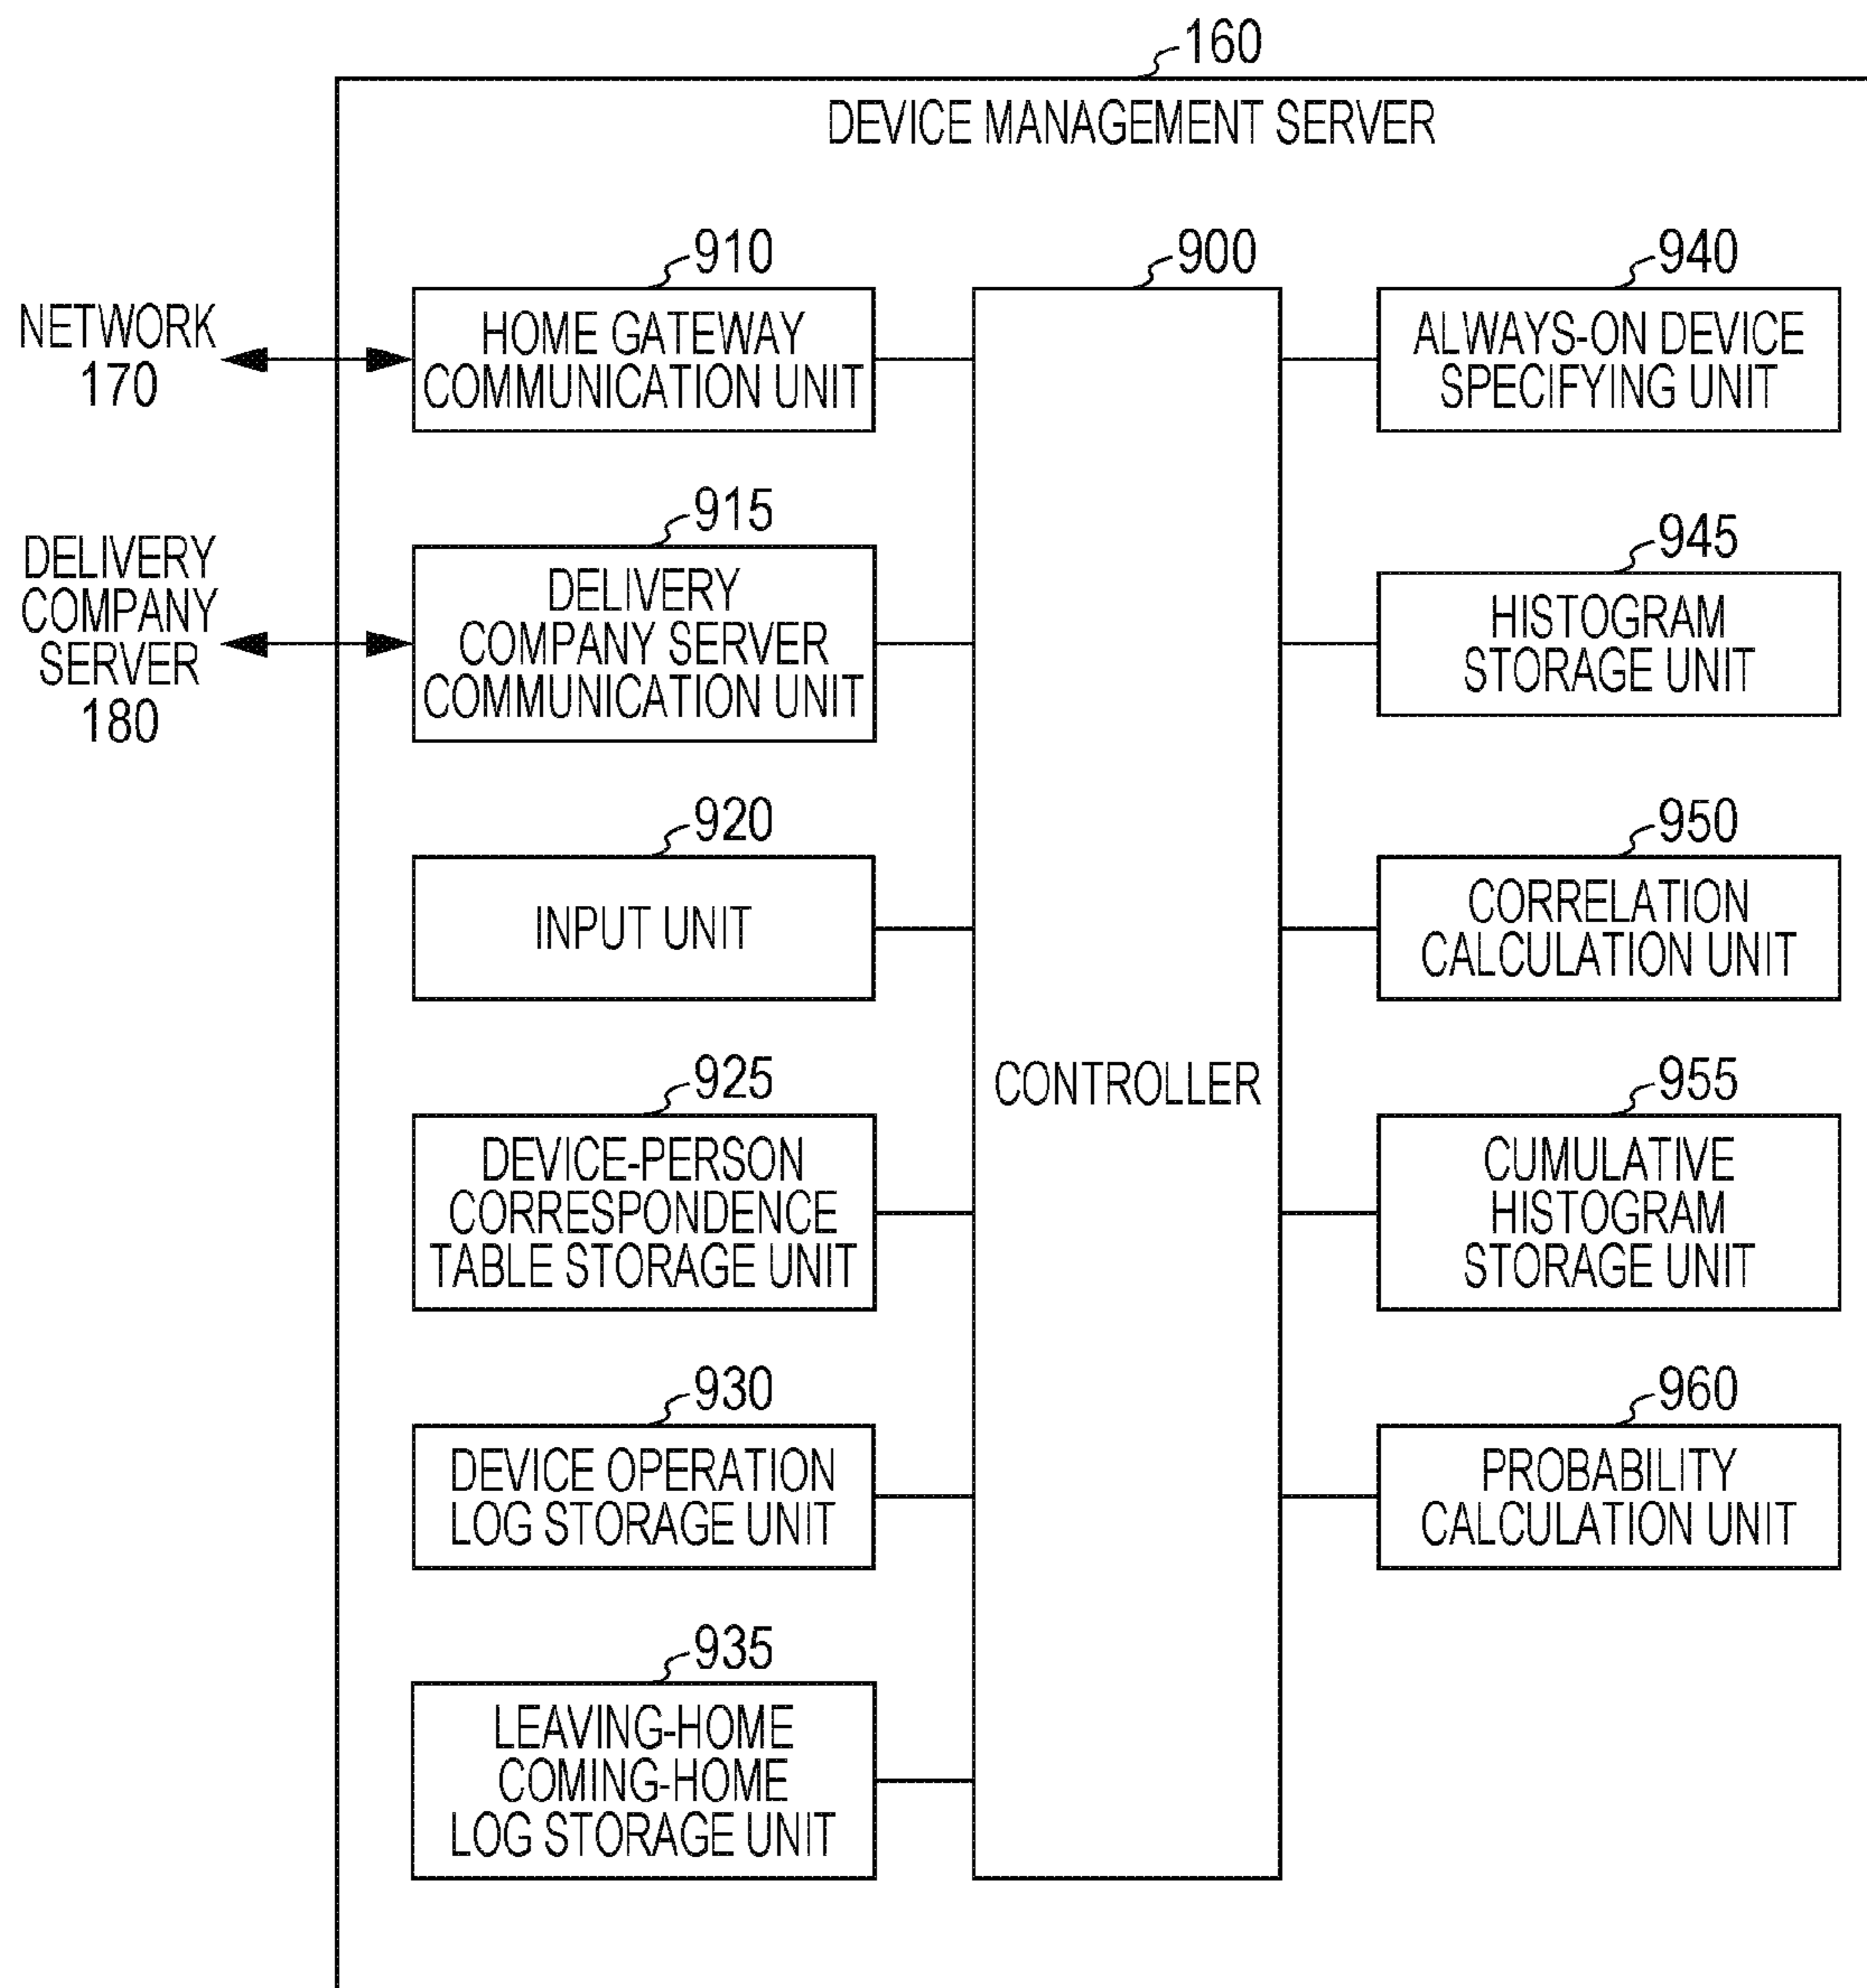 160
DEVICE MANAGEMENT SERVER
NETWORK
170
910
HOME GATEWAY
COMMUNICATION UNIT
900
CONTROLLER
940
ALWAYS-ON DEVICE
SPECIFYING UNIT
DELIVERY
COMPANY
SERVER
180
915
DELIVERY
COMPANY SERVER
COMMUNICATION UNIT
945
HISTOGRAM
STORAGE UNIT
920
INPUT UNIT
950
CORRELATION
CALCULATION UNIT
925
DEVICE-PERSON
CORRESPONDENCE
TABLE STORAGE UNIT
955
CUMULATIVE
HISTOGRAM
STORAGE UNIT
930
DEVICE OPERATION
LOG STORAGE UNIT
960
PROBABILITY
CALCULATION UNIT
935
LEAVING-HOME
COMING-HOME
LOG STORAGE UNIT